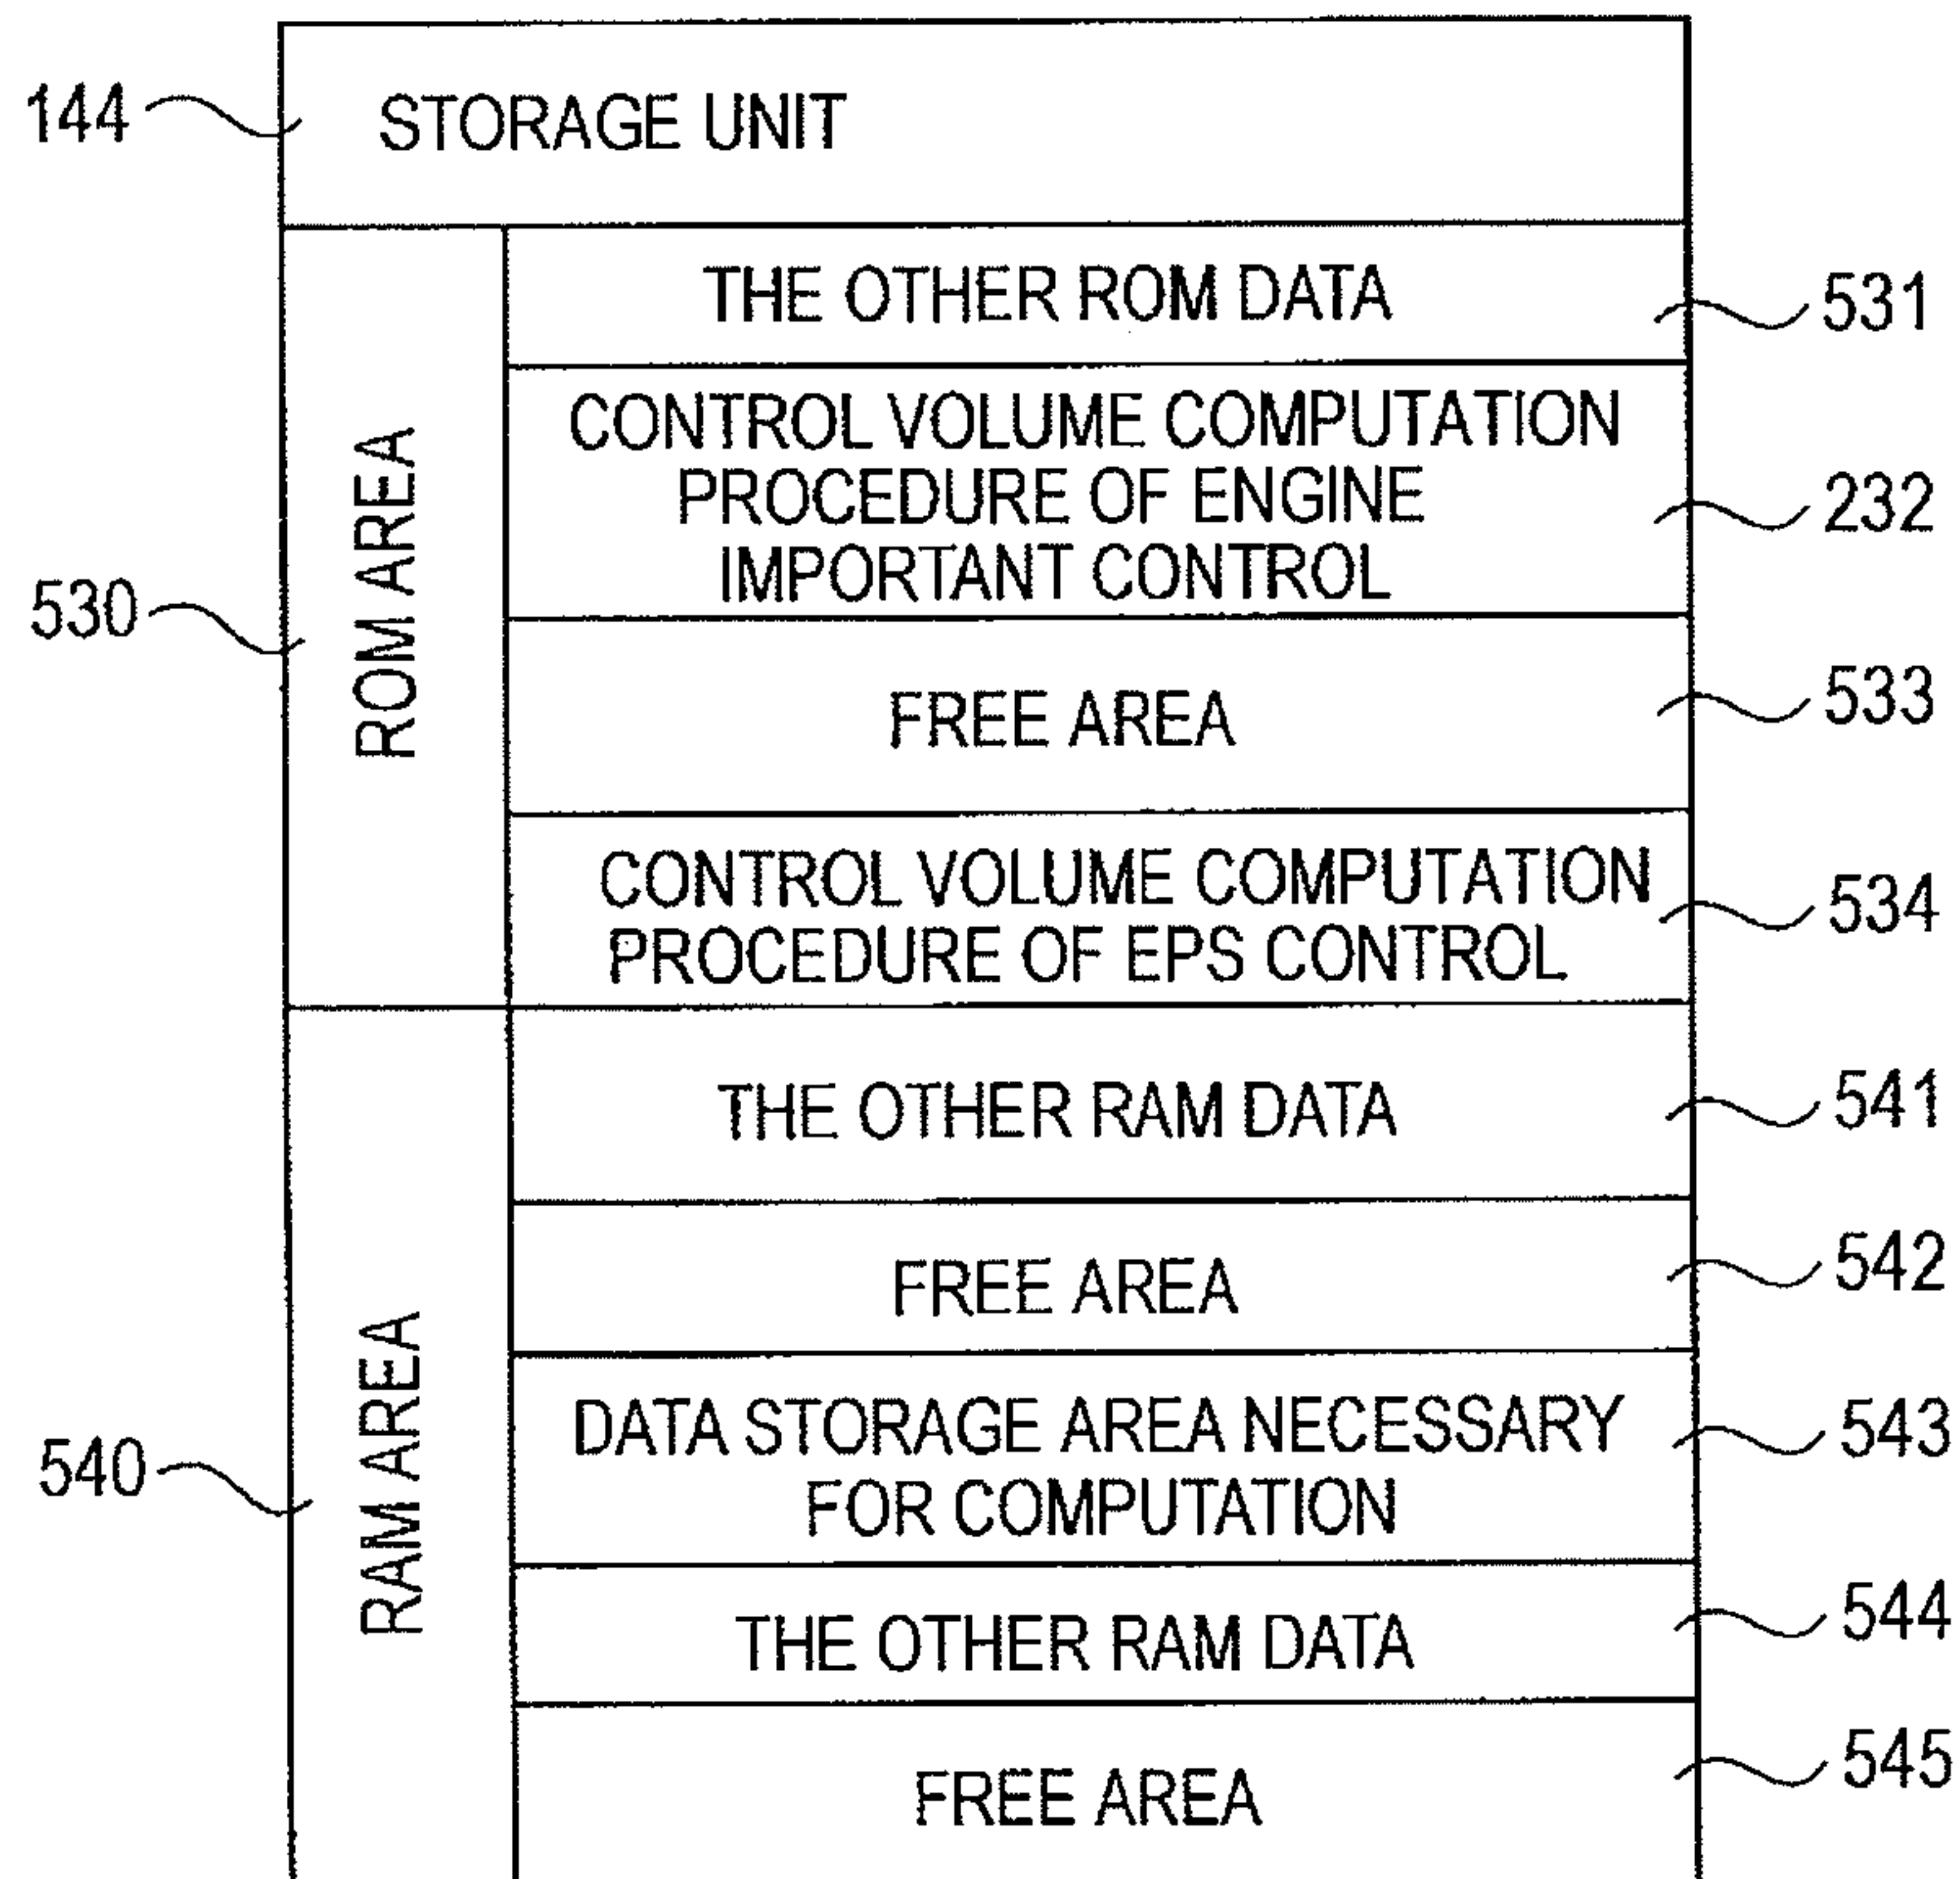 144
STORAGE UNIT
530
ROM AREA
THE OTHER ROM DATA
531
CONTROL VOLUME COMPUTATION
PROCEDURE OF ENGINE
IMPORTANT CONTROL
232
FREE AREA
533
CONTROL VOLUME COMPUTATION
PROCEDURE OF EPS CONTROL
534
540
RAM AREA
THE OTHER RAM DATA
541
FREE AREA
542
DATA STORAGE AREA NECESSARY
FOR COMPUTATION
543
THE OTHER RAM DATA
544
FREE AREA
545